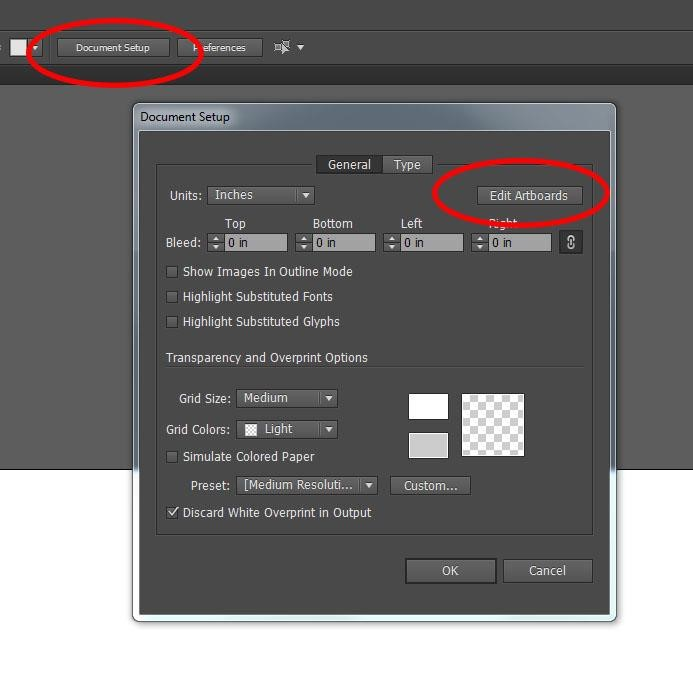 Document Setup Preferences
Document Setup
General Type
Units: Inches Edit Artboards
Top Bottom Left Right
Bleed: 0 in 0 in 0 in 0 in
Show Images In Outline Mode
Highlight Substituted Fonts
Highlight Substituted Glyphs
Transparency and Overprint Options
Grid Size: Medium
Grid Colors: Light
Simulate Colored Paper
Preset: [Medium Resoluti... Custom...
Discard White Overprint in Output
OK Cancel